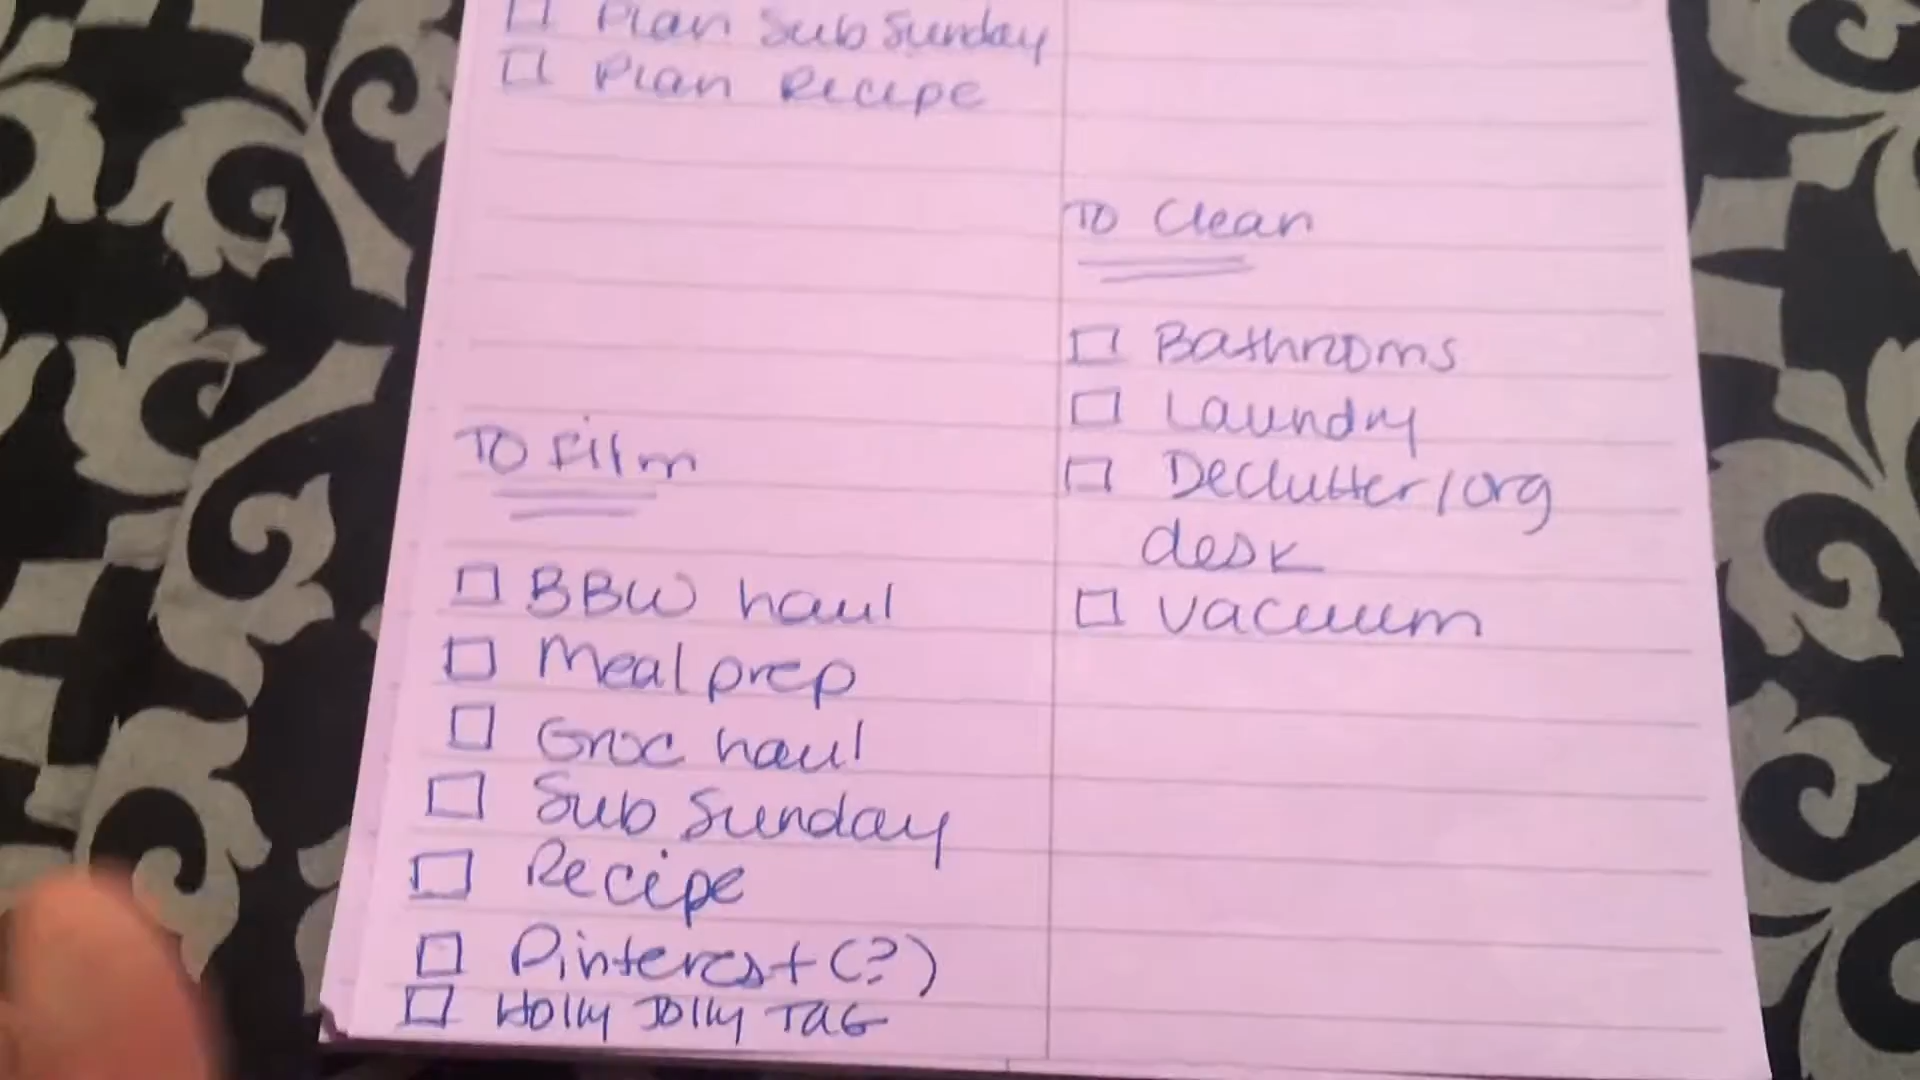 Plan Sub Sunday
Plan Recipe
To Film
BBW haul
Meal prep
Groc haul
Sub Sunday
Recipe
Pinterest (?)
Holly Jolly TAG
To Clean
Bathrooms
Laundry
Declutter/org
desk
Vacuum